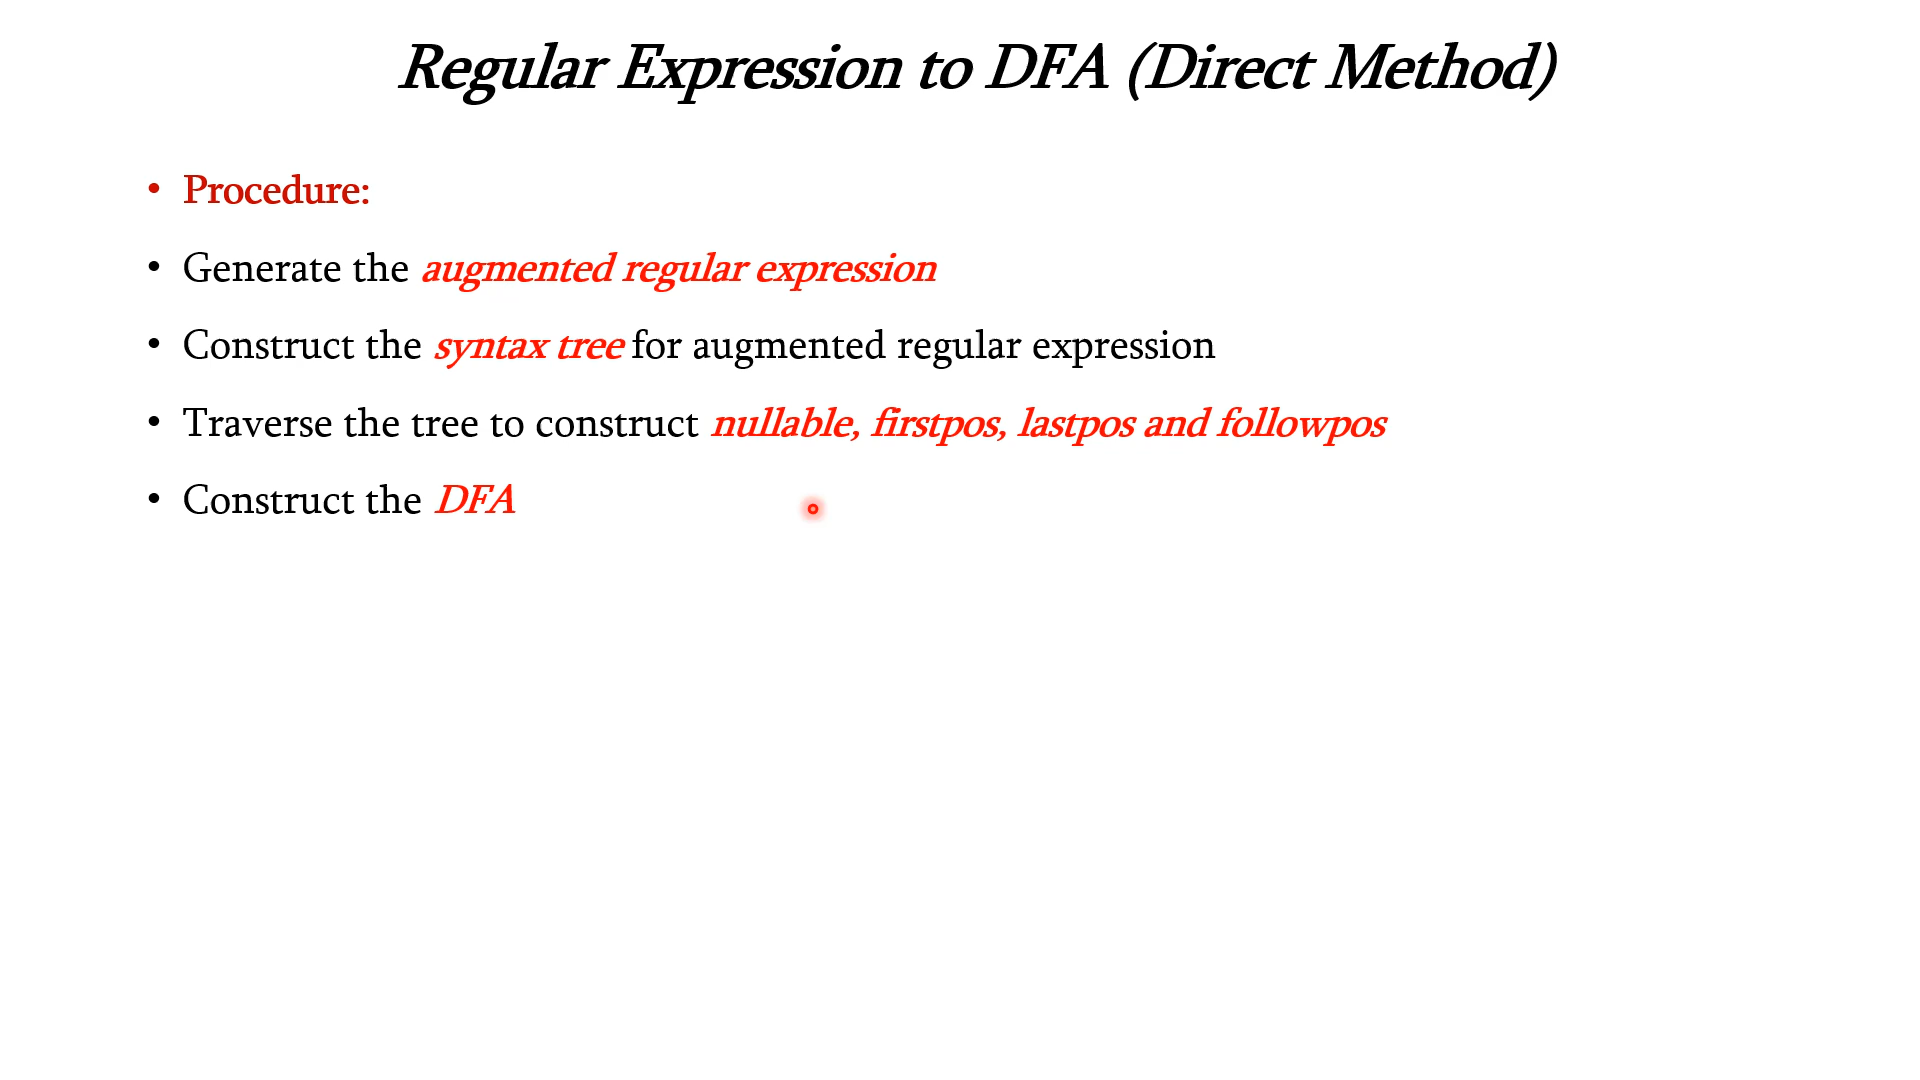 Regular Expression to DFA (Direct Method)
• Procedure:
• Generate the augmented regular expression
• Construct the syntax tree for augmented regular expression
• Traverse the tree to construct nullable, firstpos, lastpos and followpos
• Construct the DFA